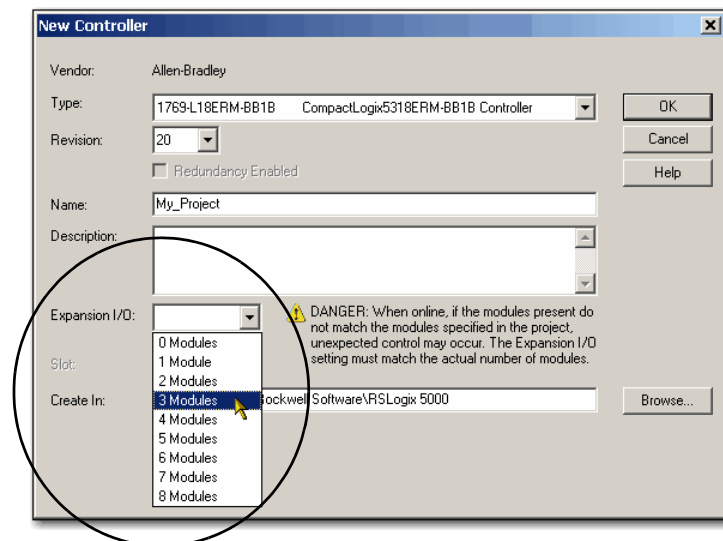 New Controller
Vendor: Allen-Bradley
Type: 1769-L18ERM-BB1B CompactLogix5318ERM-BB1B Controller
OK
Revision: 20
Cancel
Redundancy Enabled
Help
Name: My_Project
Description:
Expansion I/O:
DANGER: When online, if the modules present do
not match the modules specified in the project,
unexpected control may occur. The Expansion I/O
setting must match the actual number of modules.
0 Modules
1 Module
Slot:
2 Modules
Create In:
3 Modules
Software\RSLogix 5000
Browse...
4 Modules
5 Modules
6 Modules
7 Modules
8 Modules